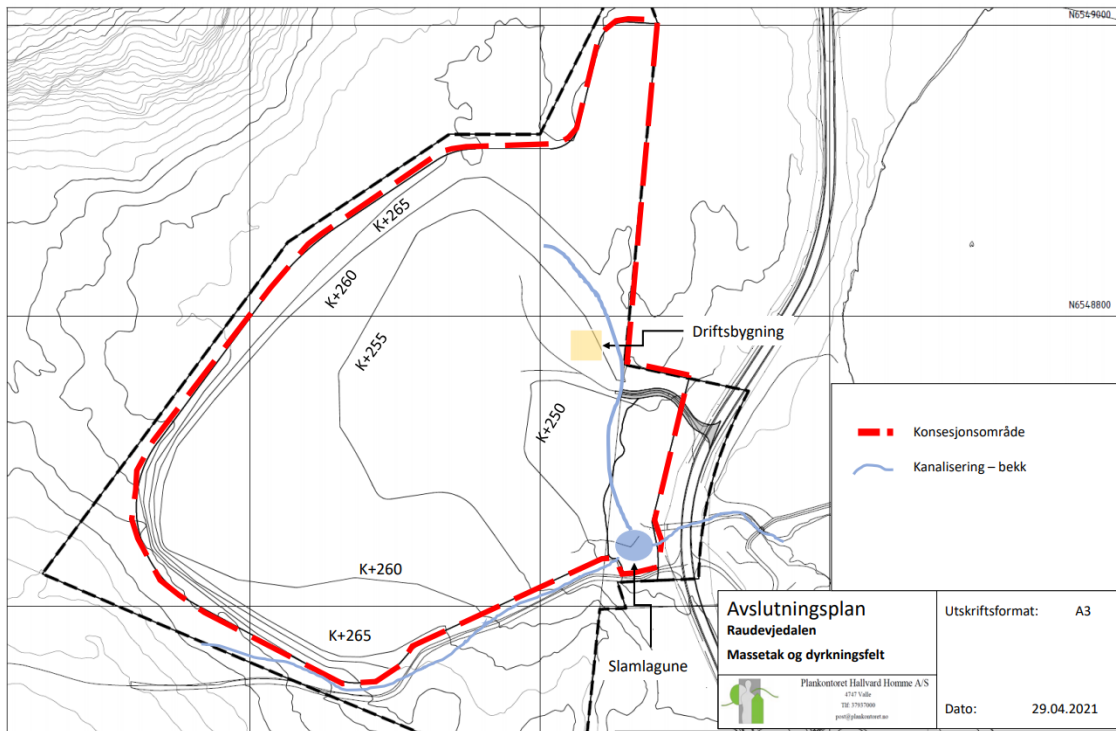 N6549000
K+265
K+260
N6548800
Driftsbygning
K+255
K+250
Konsesjonsområde
Kanalisering – bekk
K+260
K+265
Slamlagune
Avslutningsplan
Raudevjedalen
Massetak og dyrkningsfelt
Utskriftsformat: A3
Plankontoret Hallvard Homme A/S
4747 Valle
Tlf: 37937000
post@plankontoret.no
Dato: 29.04.2021